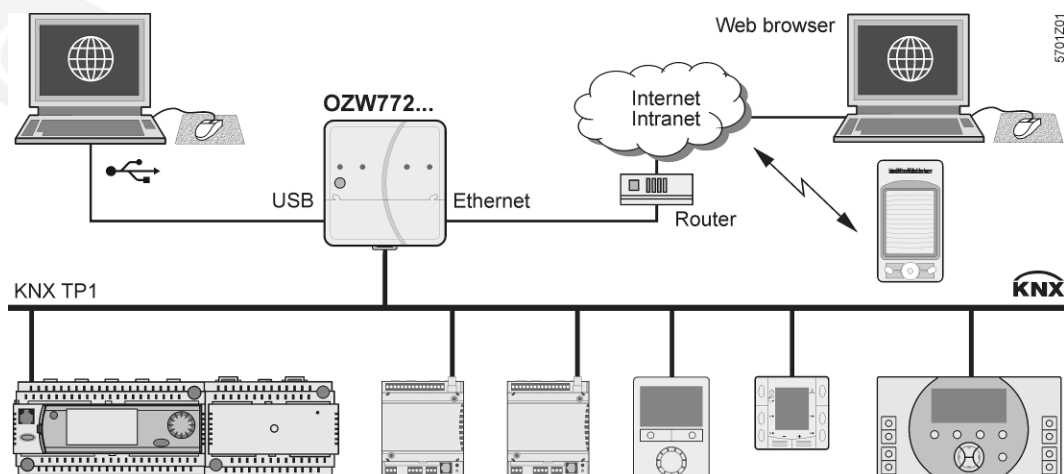 Web browser
5701Z01
OZW772...
Internet
Intranet
USB
Ethernet
Router
KNX TP1
KNX